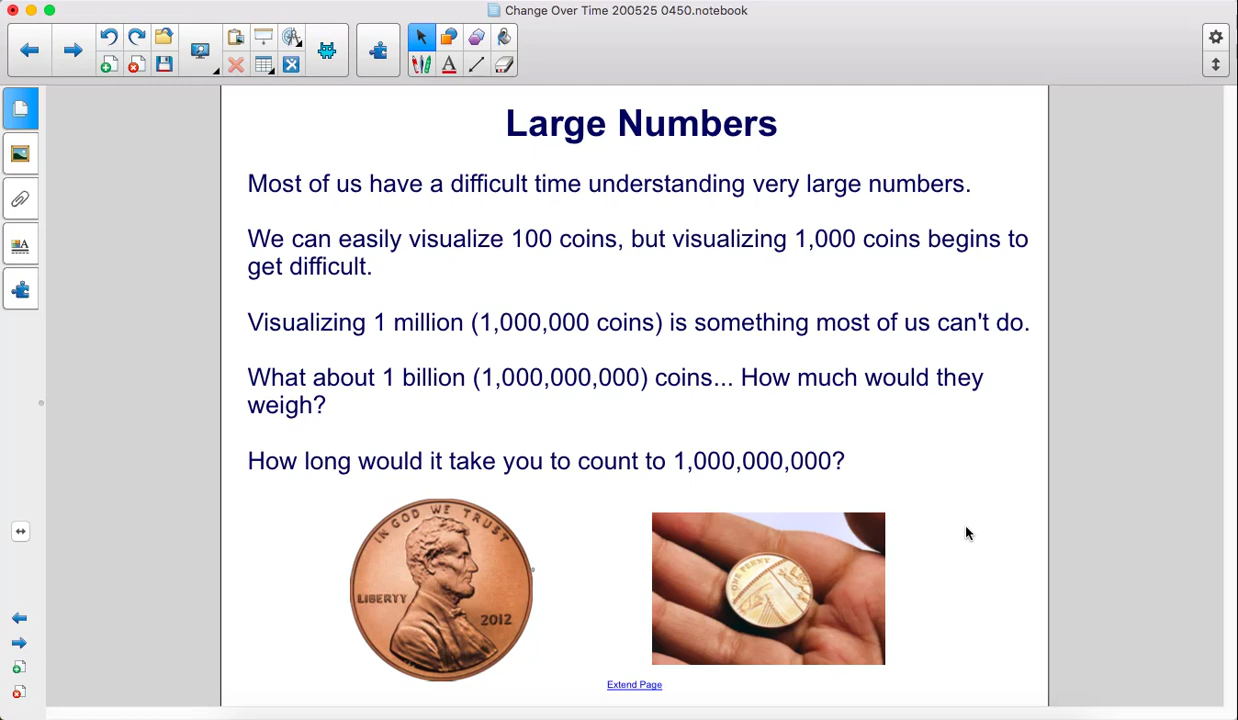 Change Over Time 200525 0450.notebook
Large Numbers
Most of us have a difficult time understanding very large numbers.
We can easily visualize 100 coins, but visualizing 1,000 coins begins to
get difficult.
Visualizing 1 million (1,000,000 coins) is something most of us can't do.
What about 1 billion (1,000,000,000) coins... How much would they
weigh?
How long would it take you to count to 1,000,000,000?
IN GOD WE TRUST
LIBERTY
2012
ONE PENNY
Extend Page